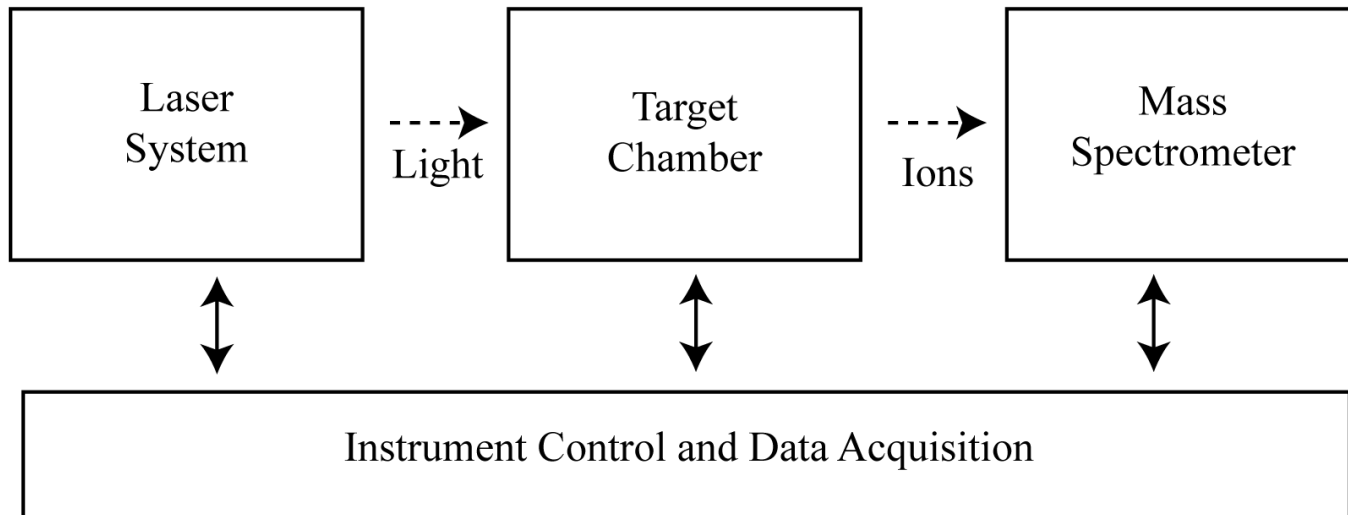 Laser
System
Light
Target
Chamber
Ions
Mass
Spectrometer
Instrument Control and Data Acquisition